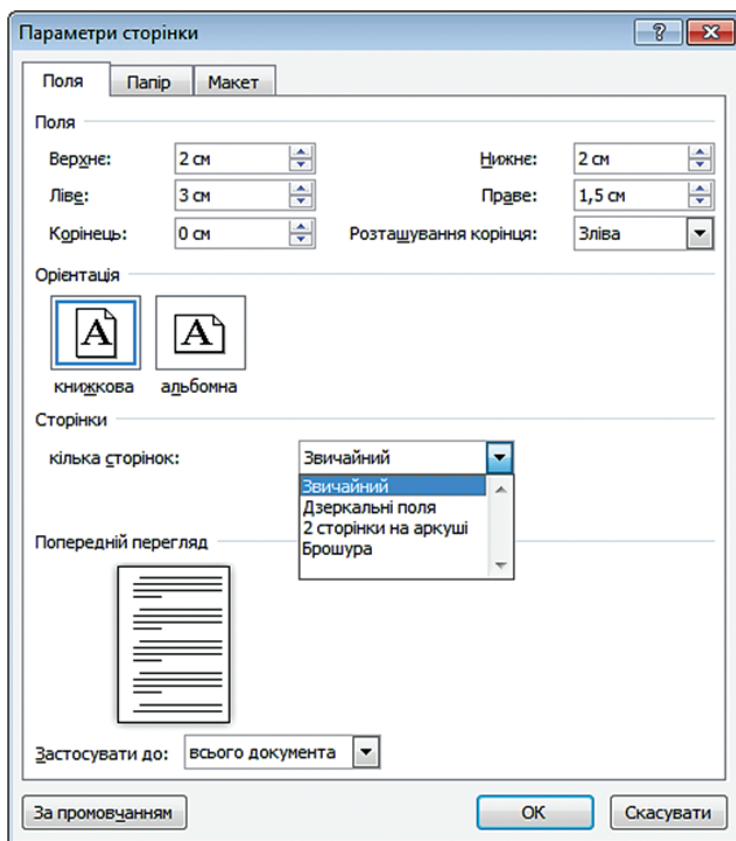 Параметри сторінки
Поля Папір Макет
Поля
Верхнє: 2 см Нижнє: 2 см
Ліве: 3 см Праве: 1,5 см
Корінець: 0 см Розташування корінця: Зліва
Орієнтація
A A
книжкова альбомна
Сторінки
кілька сторінок: Звичайний
Звичайний
Дзеркальні поля
2 сторінки на аркуші
Попередній перегляд
Брошура
Застосувати до: всього документа
За промовчанням ОК Скасувати